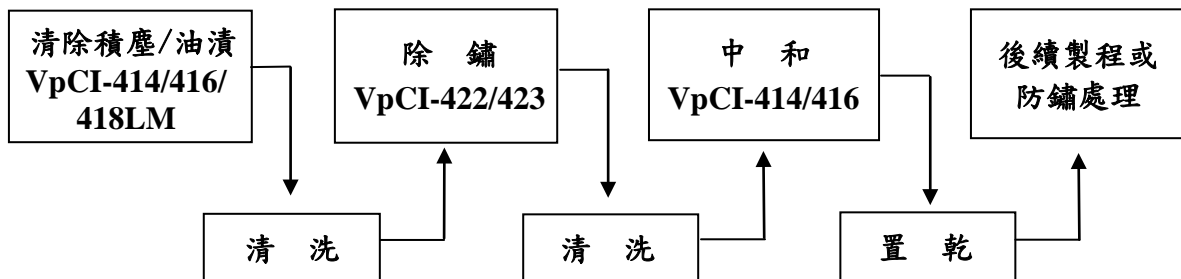 清除積塵/油漬
VpCI-414/416/
418LM
清 洗
除 鏽
VpCI-422/423
清 洗
中 和
VpCI-414/416
置 乾
後續製程或
防鏽處理